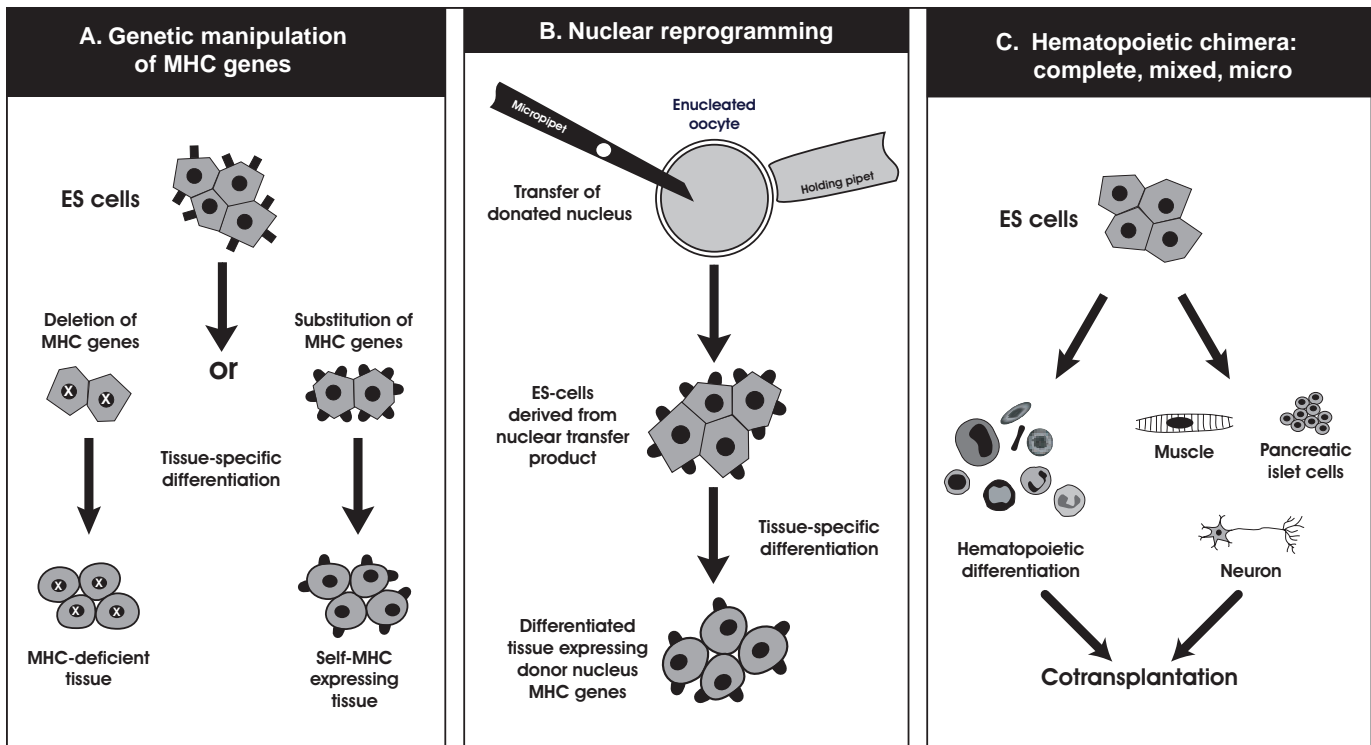 A. Genetic manipulation
of MHC genes
ES cells
Deletion of
MHC genes
or
Substitution of
MHC genes
X
X
Tissue-specific
differentiation
X
X
X
X
MHC-deficient
tissue
Self-MHC
expressing
tissue
B. Nuclear reprogramming
Micropipet
Enucleated
oocyte
Holding pipet
Transfer of
donated nucleus
ES-cells
derived from
nuclear transfer
product
Tissue-specific
differentiation
Differentiated
tissue expressing
donor nucleus
MHC genes
C. Hematopoietic chimera:
complete, mixed, micro
ES cells
Muscle
Pancreatic
islet cells
Hematopoietic
differentiation
Neuron
Cotransplantation